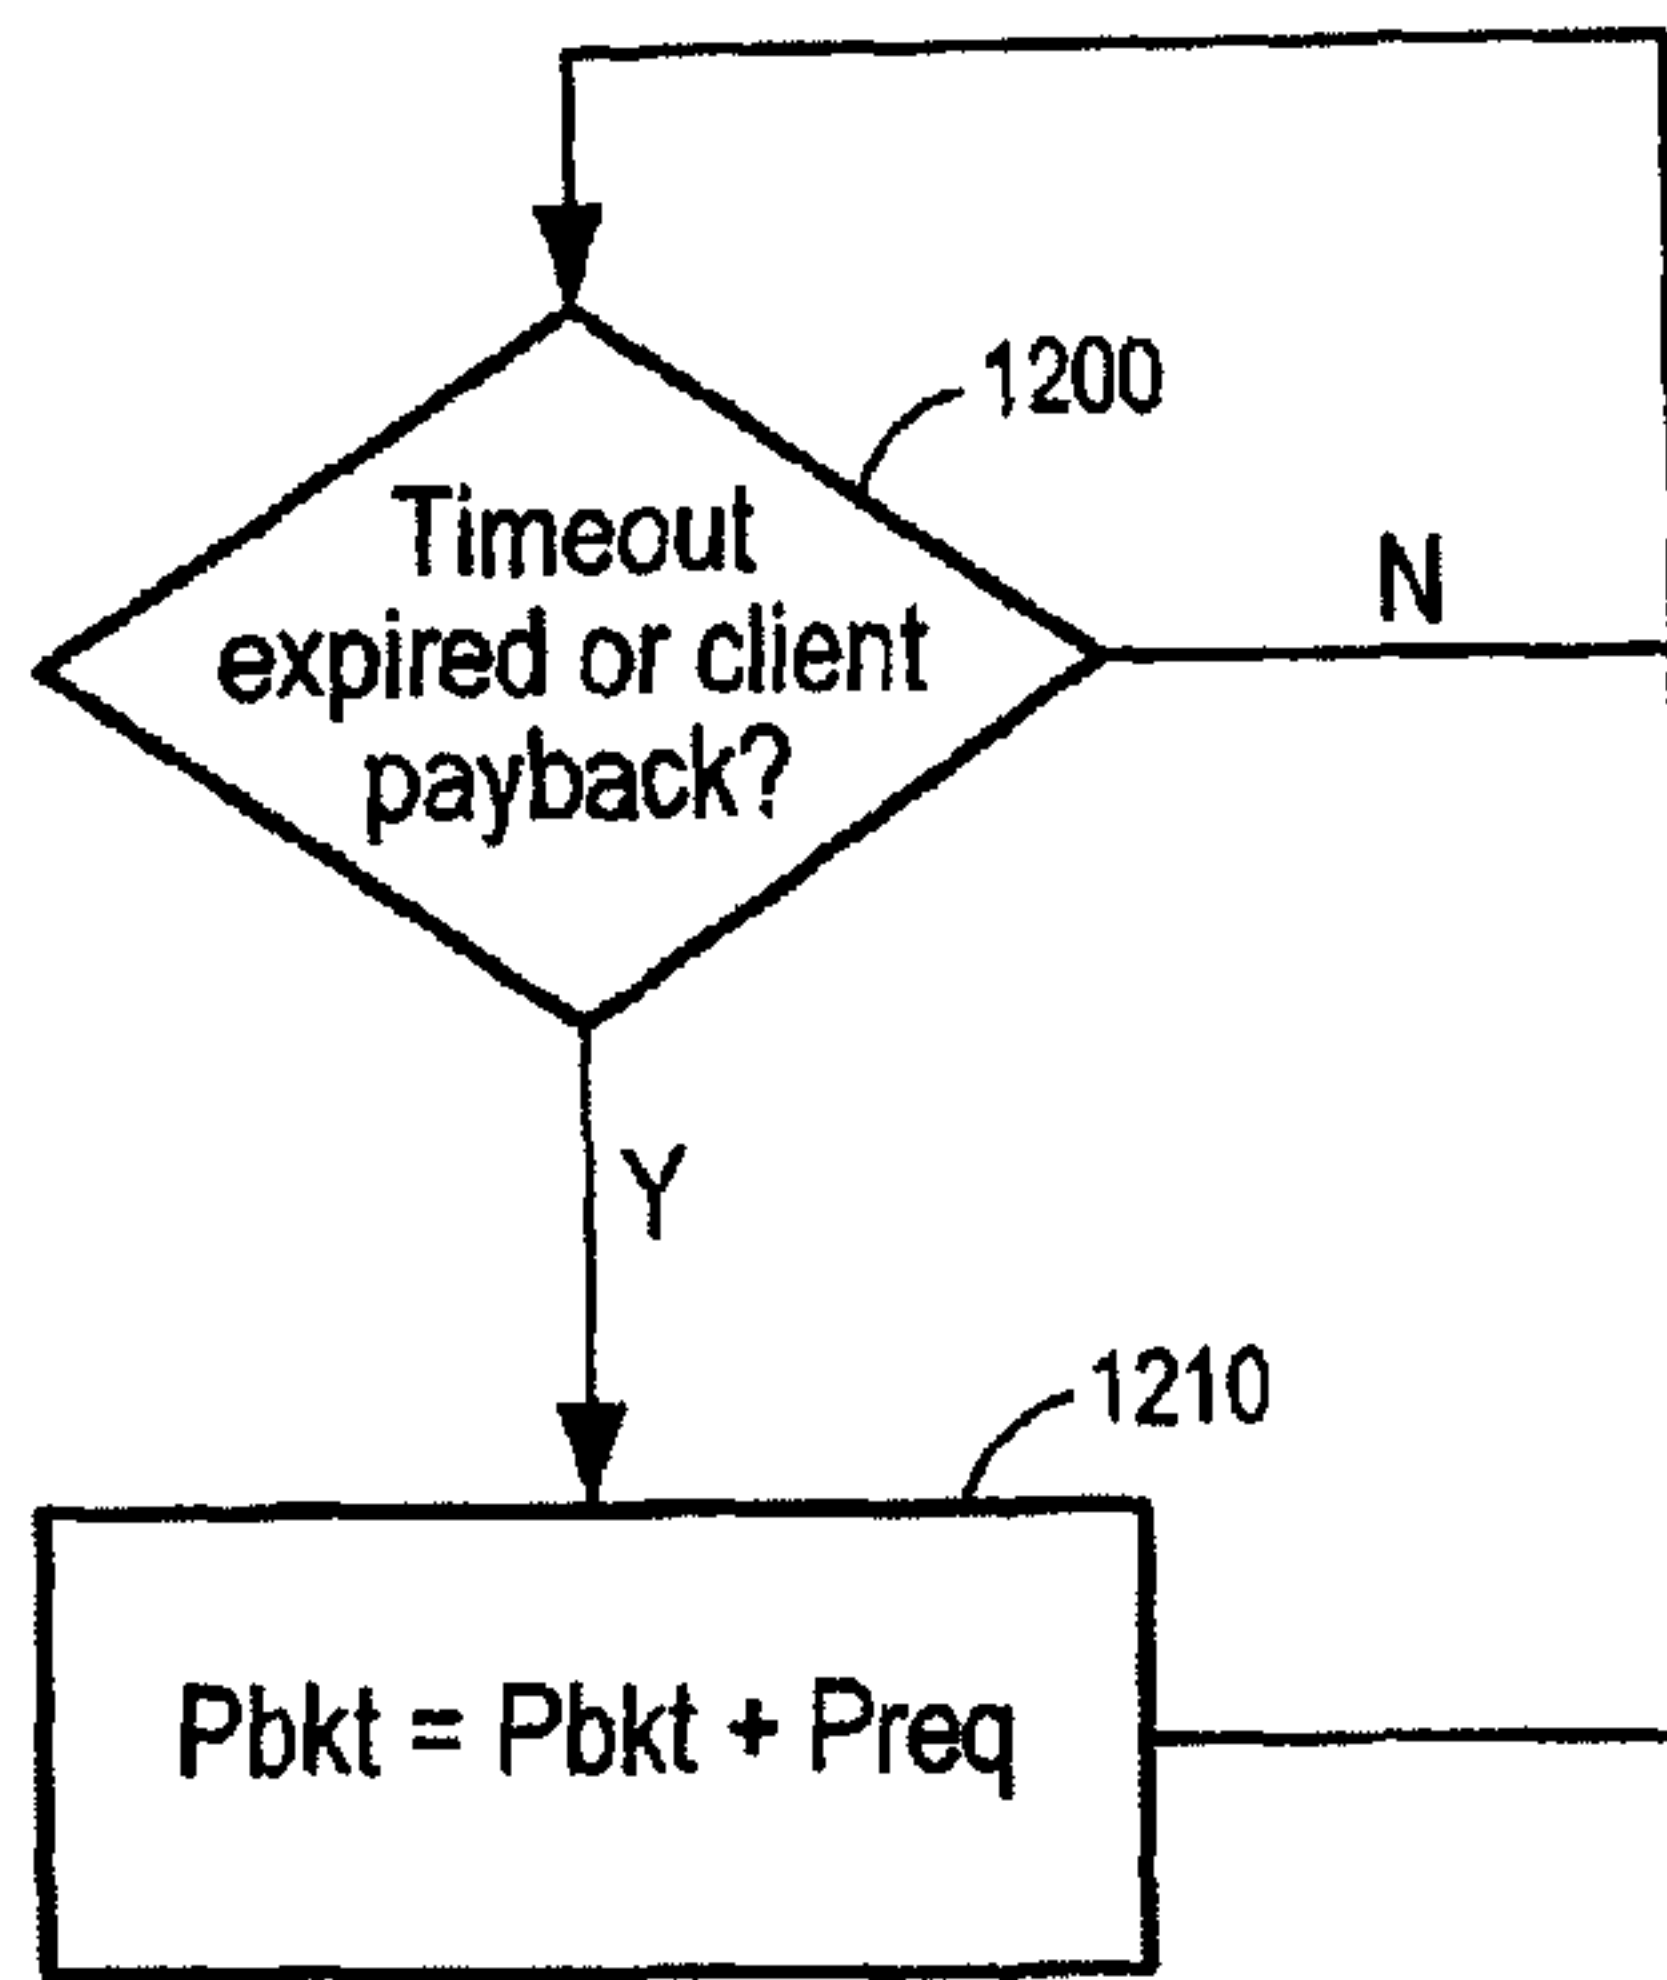 1200
Timeout
expired or client
payback?
N
Y
1210
Pbkt = Pbkt + Preq